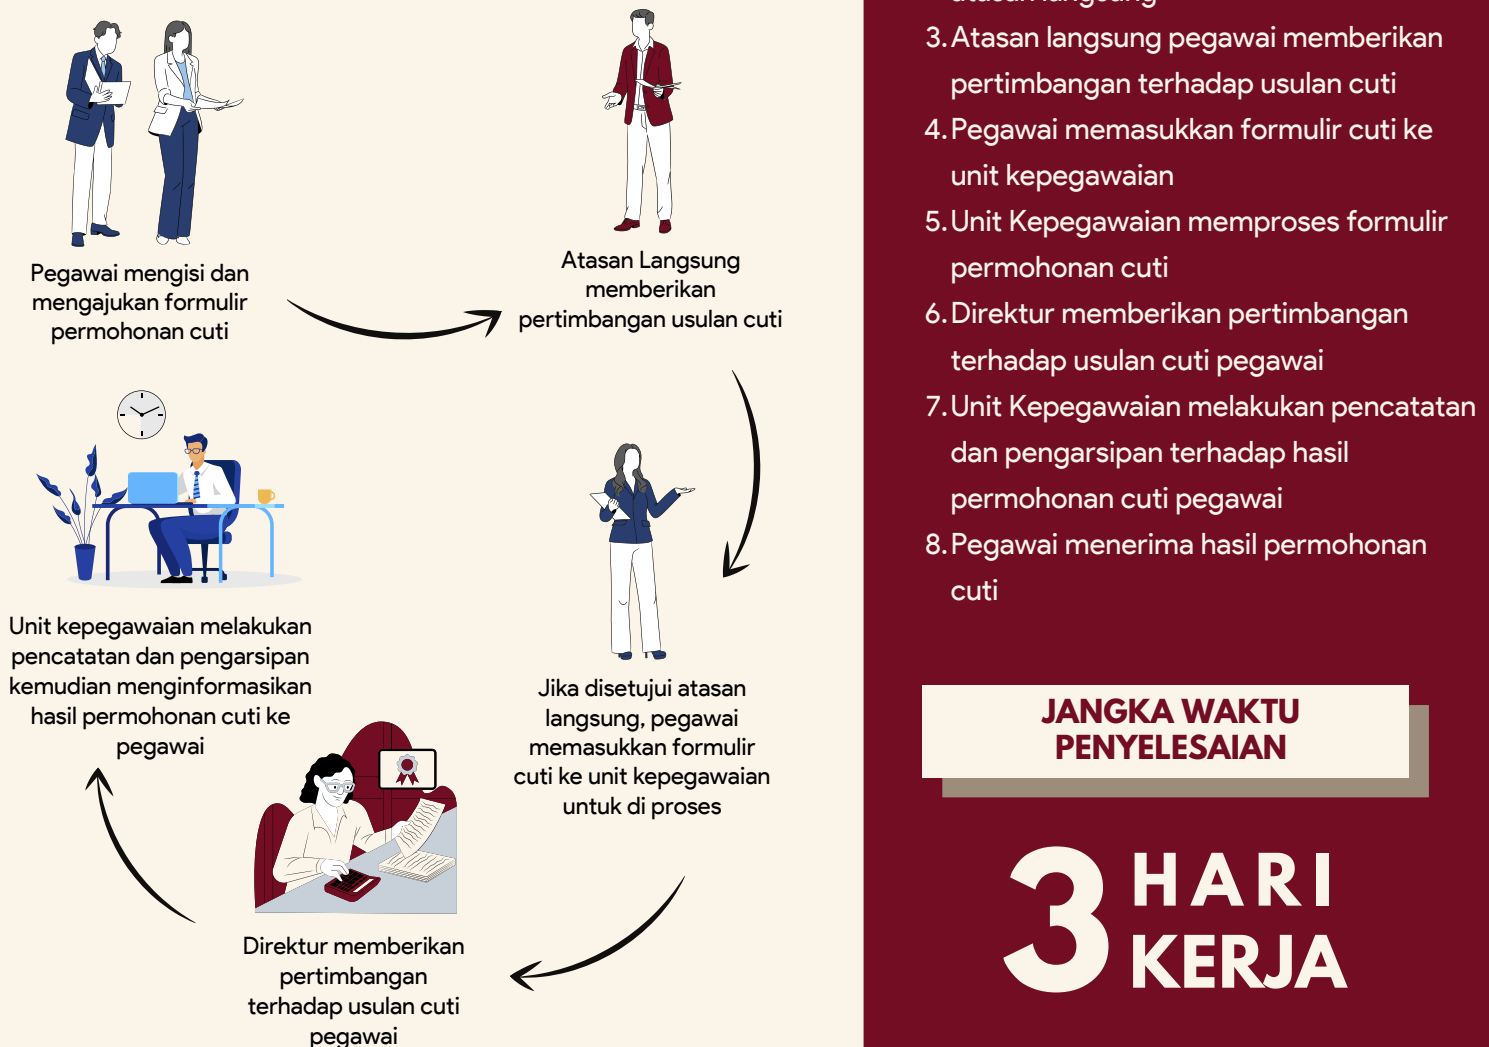 Pegawai mengisi dan
mengajukan formulir
permohonan cuti
Atasan Langsung
memberikan
pertimbangan usulan cuti
Jika disetujui atasan
langsung, pegawai
memasukkan formulir
cuti ke unit kepegawaian
untuk di proses
Direktur memberikan
pertimbangan
terhadap usulan cuti
pegawai
Unit kepegawaian melakukan
pencatatan dan pengarsipan
kemudian menginformasikan
hasil permohonan cuti ke
pegawai
atasan langsung
3. Atasan langsung pegawai memberikan
pertimbangan terhadap usulan cuti
4. Pegawai memasukkan formulir cuti ke
unit kepegawaian
5. Unit Kepegawaian memproses formulir
permohonan cuti
6. Direktur memberikan pertimbangan
terhadap usulan cuti pegawai
7. Unit Kepegawaian melakukan pencatatan
dan pengarsipan terhadap hasil
permohonan cuti pegawai
8. Pegawai menerima hasil permohonan
cuti
JANGKA WAKTU
PENYELESAIAN
3 HARI
KERJA